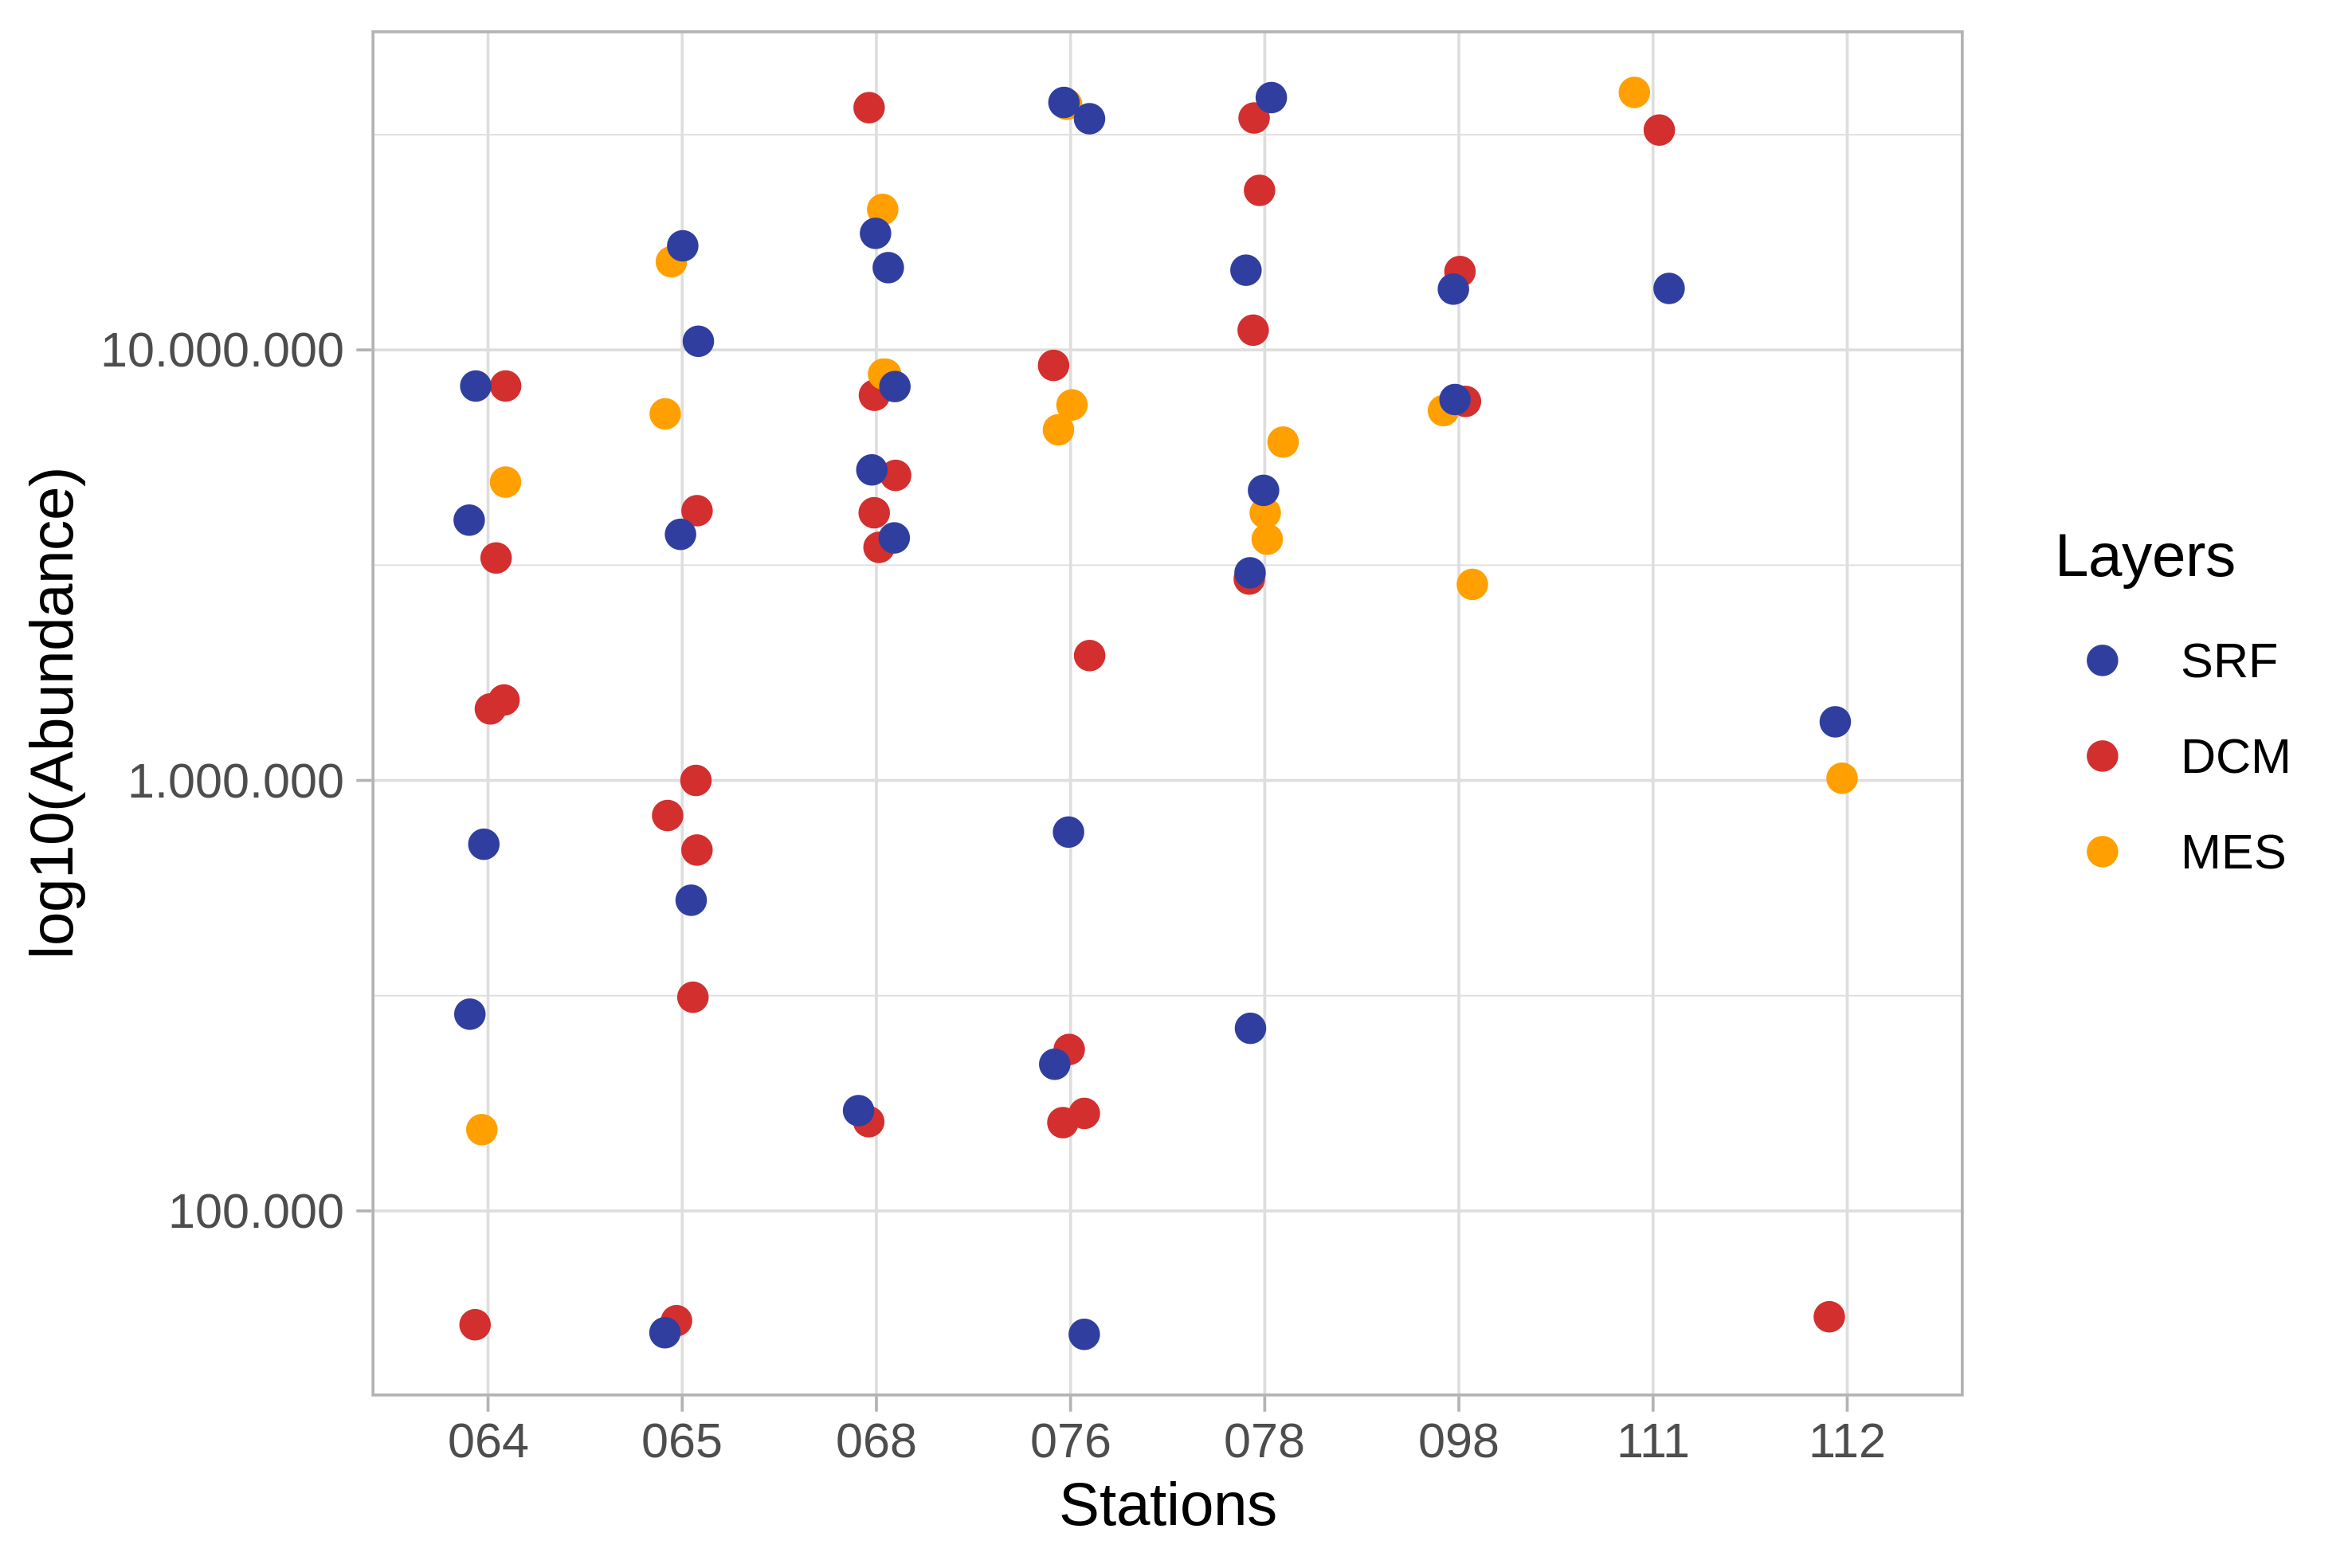 log10(Abundance)
10.000.000
1.000.000
100.000
064 065 068 076 078 098 111 112
Stations
Layers
SRF
DCM
MES